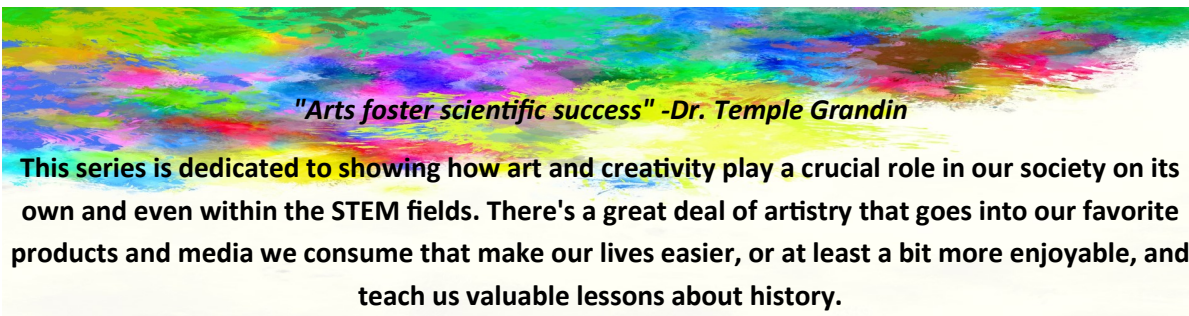 "Arts foster scientific success" -Dr. Temple Grandin
This series is dedicated to showing how art and creativity play a crucial role in our society on its
own and even within the STEM fields. There's a great deal of artistry that goes into our favorite
products and media we consume that make our lives easier, or at least a bit more enjoyable, and
teach us valuable lessons about history.